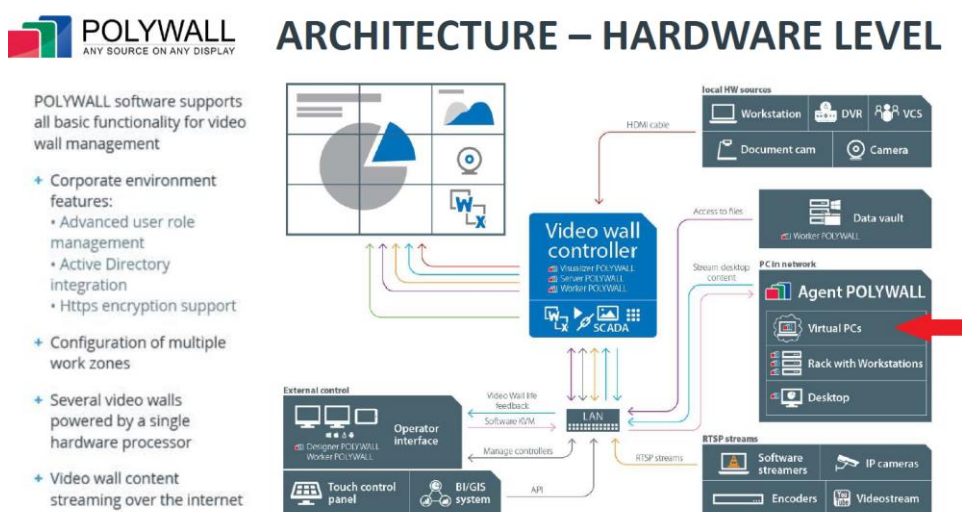 POLYWALL
ANY SOURCE ON ANY DISPLAY
ARCHITECTURE – HARDWARE LEVEL
POLYWALL software supports
all basic functionality for video
wall management
+ Corporate environment
features:
• Advanced user role
management
• Active Directory
integration
• Https encryption support
+ Configuration of multiple
work zones
+ Several video walls
powered by a single
hardware processor
+ Video wall content
streaming over the internet
W
X
HDMI cable
local HW sources
Workstation
DVR
VCS
Document cam
Camera
Video wall
controller
Visualizer POLYWALL
Server POLYWALL
Worker POLYWALL
W
X
SCADA
Access to files
Data vault
Worker POLYWALL
Stream desktop
content
PC in network
Agent POLYWALL
Virtual PCs
Rack with Workstations
Desktop
External control
Operator
interface
Designer POLYWALL
Worker POLYWALL
Video Wall life
feedback
Software KVM
Manage controllers
LAN
Touch control
panel
BI/GIS
system
API
RTSP streams
RTSP streams
Software
streamers
IP cameras
Encoders
You
Tube
Videostream